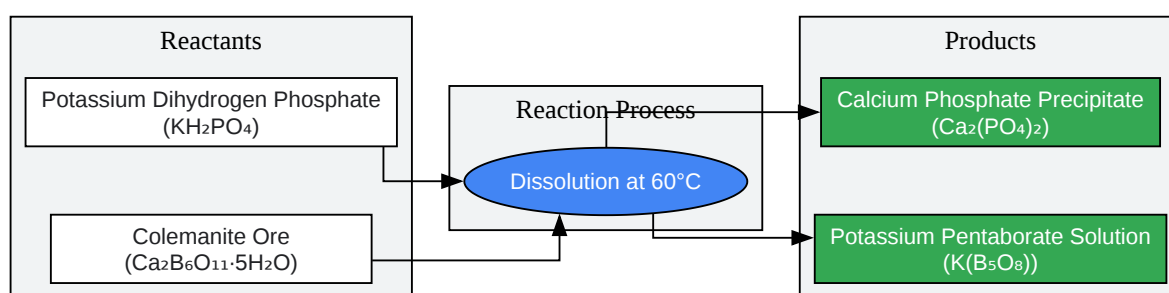 Reactants
Potassium Dihydrogen Phosphate
(KH₂PO₄)
Colemanite Ore
(Ca₂B₆O₁₁·5H₂O)
Reaction Process
Dissolution at 60°C
Products
Calcium Phosphate Precipitate
(Ca₂(PO₄)₂)
Potassium Pentaborate Solution
(K(B₅O₈))